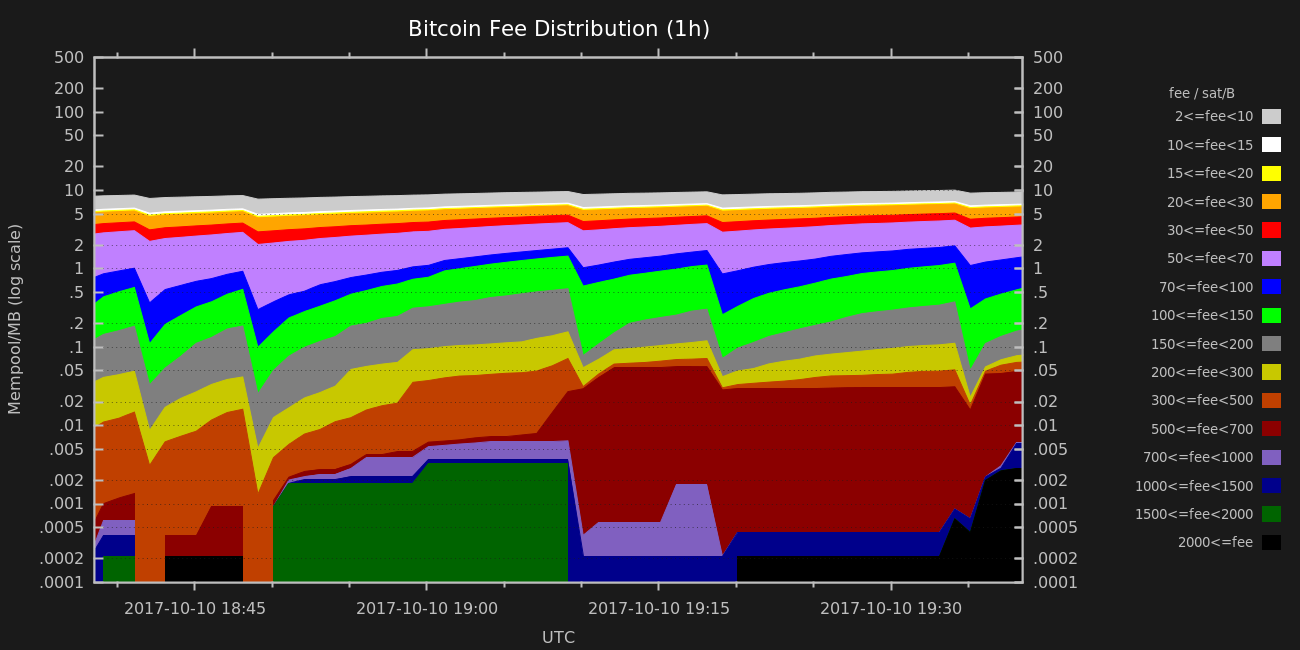 Bitcoin Fee Distribution (1h)
500
200
100
50
20
10
5
2
1
.5
.2
.1
.05
.02
.01
.005
.002
.001
.0005
.0002
.0001
Mempool/MB (log scale)
500
200
100
50
20
10
5
2
1
.5
.2
.1
.05
.02
.01
.005
.002
.001
.0005
.0002
.0001
2017-10-10 18:45
2017-10-10 19:00
2017-10-10 19:15
2017-10-10 19:30
UTC
fee / sat/B
2<=fee<10
10<=fee<15
15<=fee<20
20<=fee<30
30<=fee<50
50<=fee<70
70<=fee<100
100<=fee<150
150<=fee<200
200<=fee<300
300<=fee<500
500<=fee<700
700<=fee<1000
1000<=fee<1500
1500<=fee<2000
2000<=fee